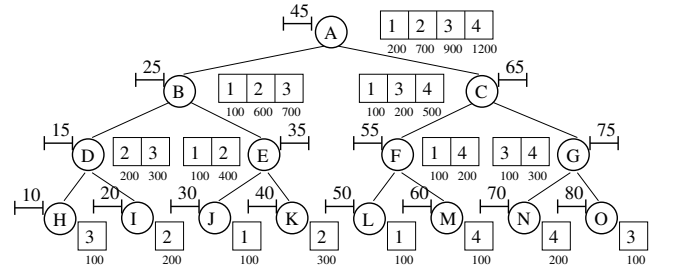 45 A 1 2 3 4
200 700 900 1200
25 B 1 2 3 1 3 4 C 65
100 600 700 100 200 500
15 D 2 3 1 2 E 35 55 F 1 4 3 4 G 75
200 300 100 400 100 200 100 300
10 20 30 40 50 60 70 80
H 3 I 2 J 1 K 2 L 1 M 4 N 4 O 3
100 200 100 300 100 100 200 100